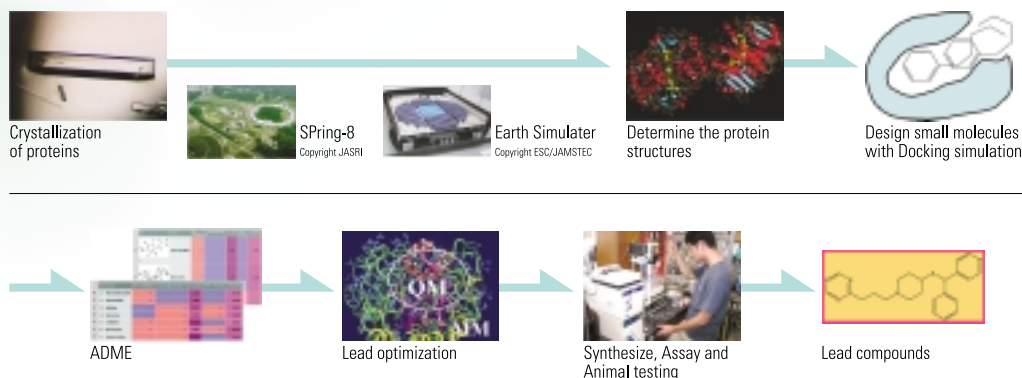 Crystallization
of proteins
SPring-8
Copyright JASRI
Earth Simulater
Copyright ESC/JAMSTEC
Determine the protein
structures
Design small molecules
with Docking simulation
ADME
QM
MM
Lead optimization
Synthesize, Assay and
Animal testing
Lead compounds